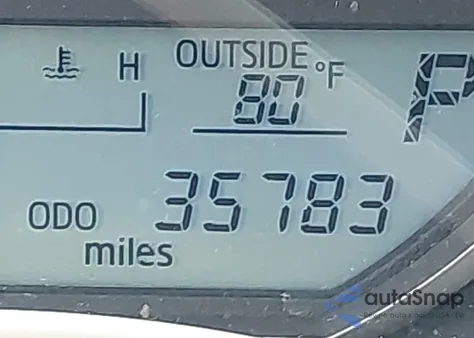 H OUTSIDE °F P
80
ODO 35783
miles
autoSnap